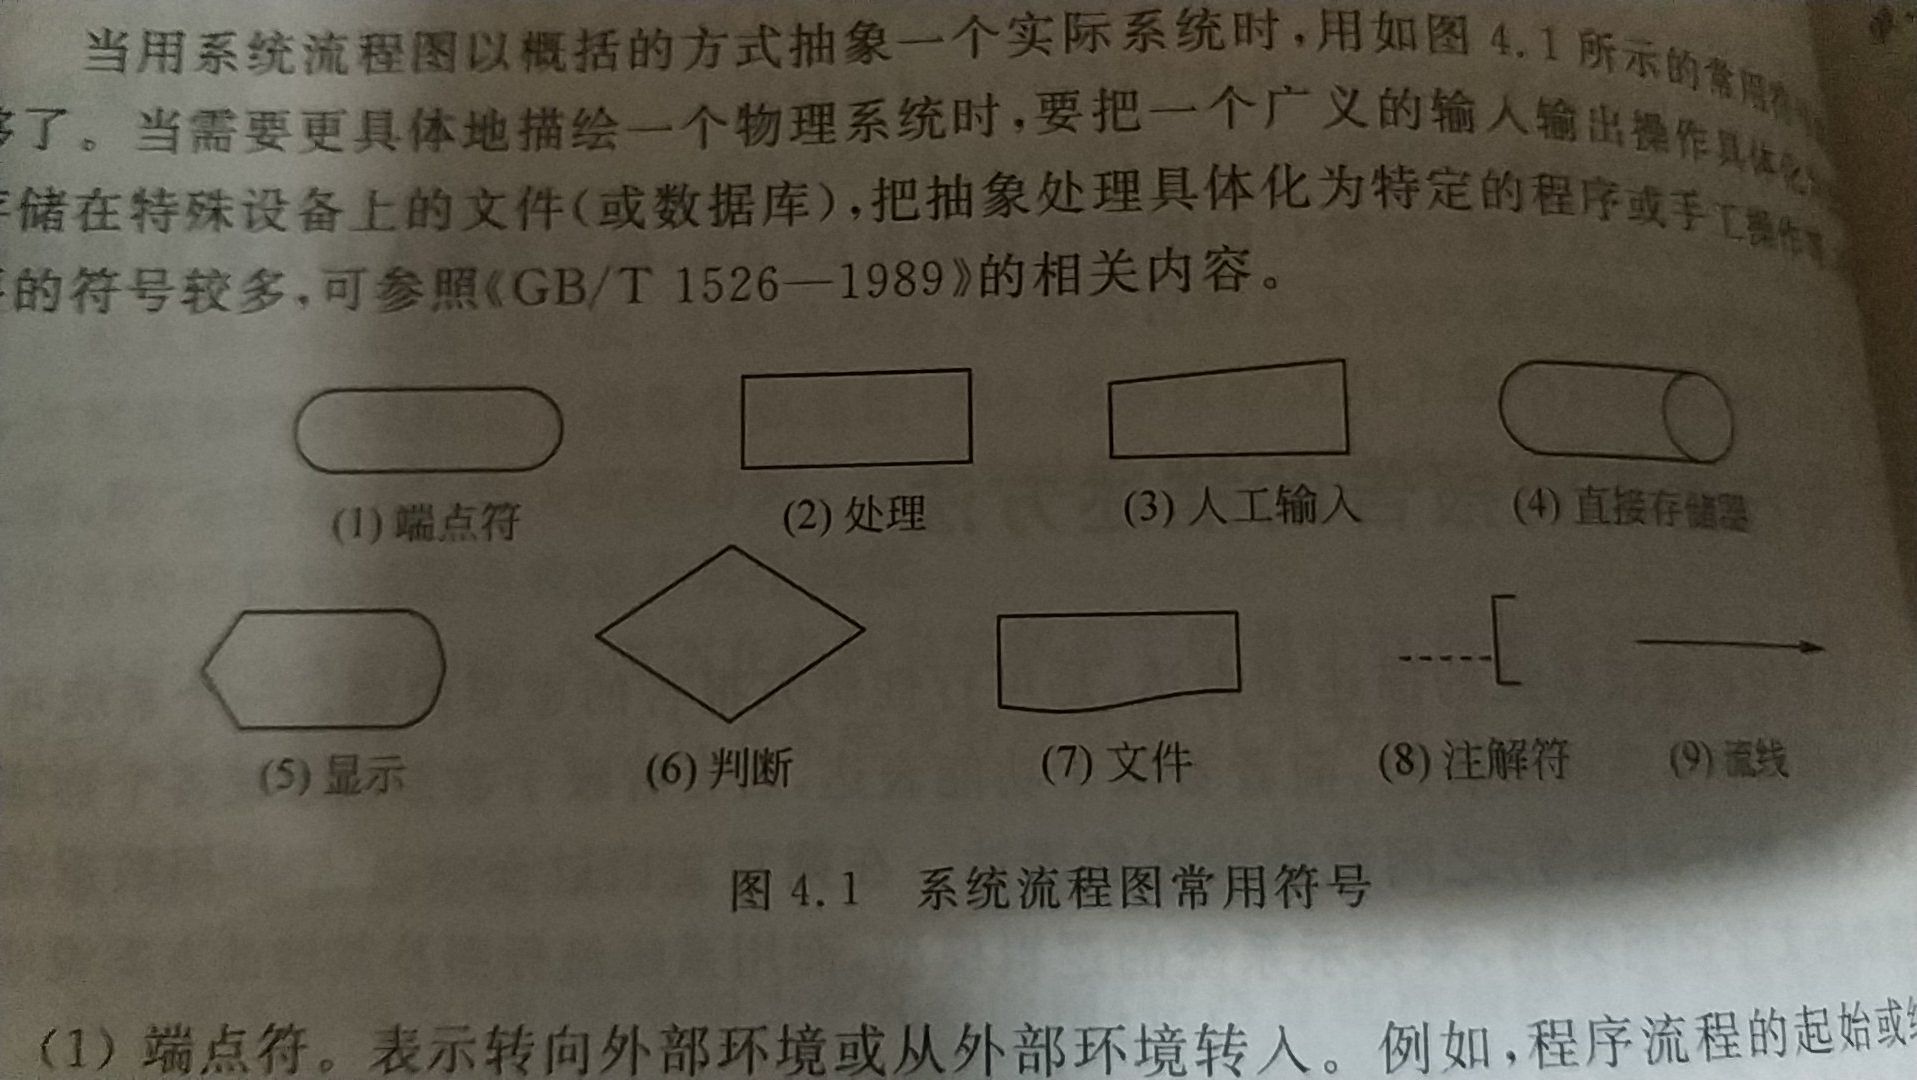 当用系统流程图以概括的方式抽象一个实际系统时，用如图 4.1 所示的常用
了。当需要更具体地描绘一个物理系统时，要把一个广义的输入输出操作具体化
储在特殊设备上的文件(或数据库)，把抽象处理具体化为特定的程序或手工操作
的符号较多，可参照《GB/T 1526—1989》的相关内容。
(1) 端点符 (2) 处理 (3) 人工输入 (4) 直接存储器
(5) 显示 (6) 判断 (7) 文件 (8) 注解符 (9) 流线
图 4.1 系统流程图常用符号
(1) 端点符。表示转向外部环境或从外部环境转入。例如，程序流程的起始或